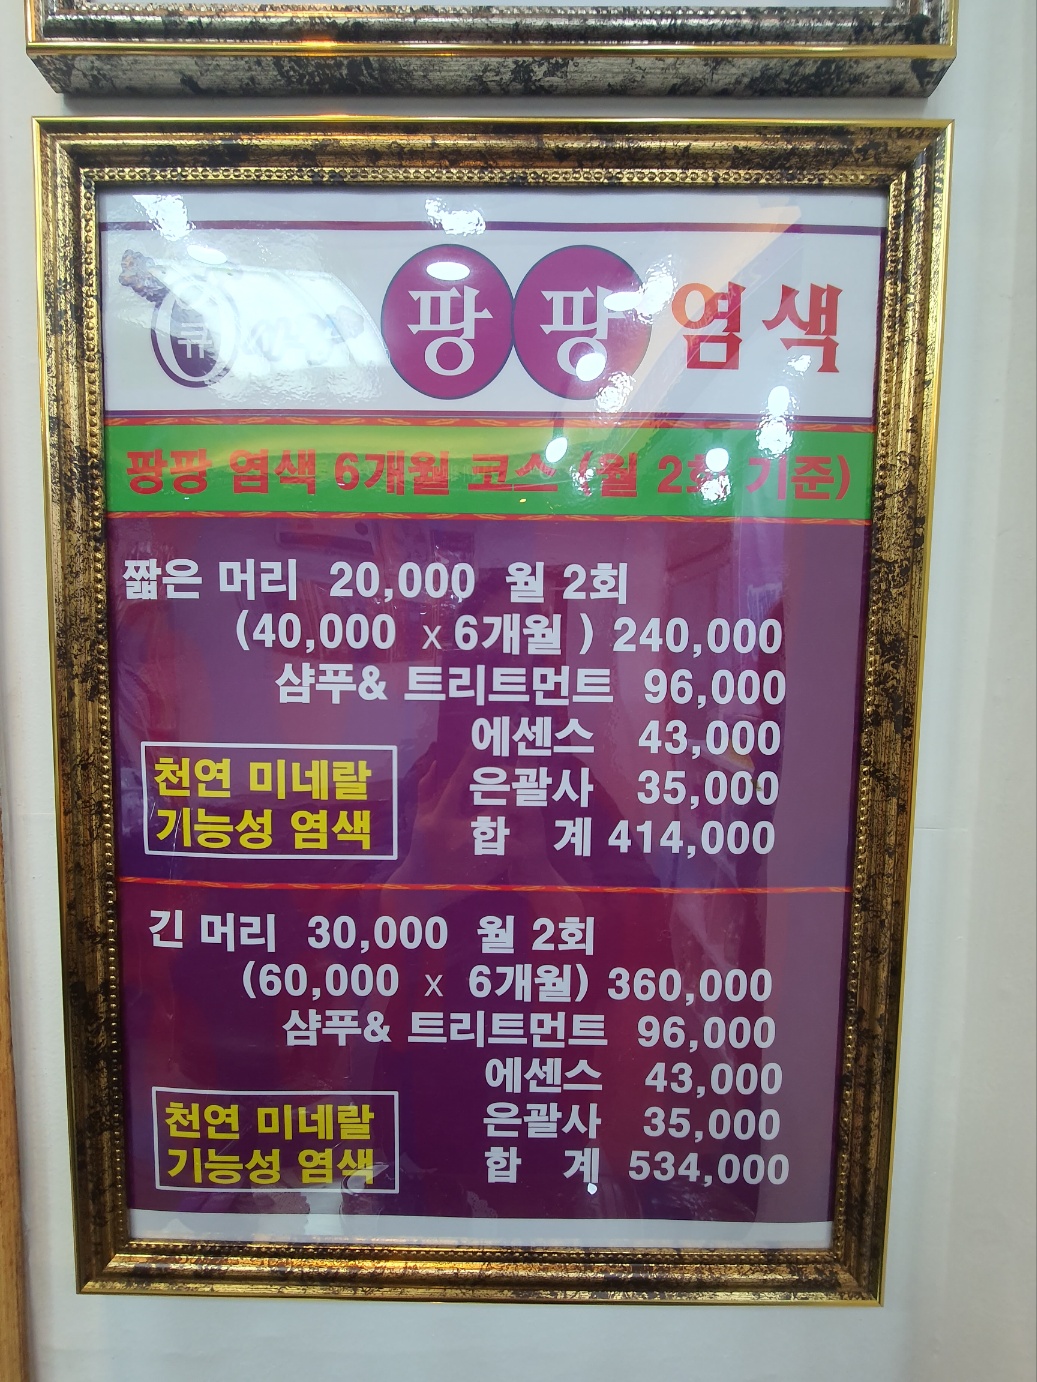 큐
팡팡 염색
팡팡 염색 6개월 코스 (월 2회 기준)
짧은 머리 20,000 월 2회
(40,000 x 6개월 ) 240,000
샴푸& 트리트먼트 96,000
에센스 43,000
은괄사 35,000
합 계 414,000
천연 미네랄
기능성 염색
긴 머리 30,000 월 2회
(60,000 x 6개월) 360,000
샴푸& 트리트먼트 96,000
에센스 43,000
은괄사 35,000
합 계 534,000
천연 미네랄
기능성 염색